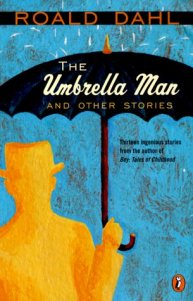 ROALD DAHL
THE
Umbrella Man
AND OTHER STORIES
Thirteen ingenious stories
from the author of
Boy: Tales of Childhood